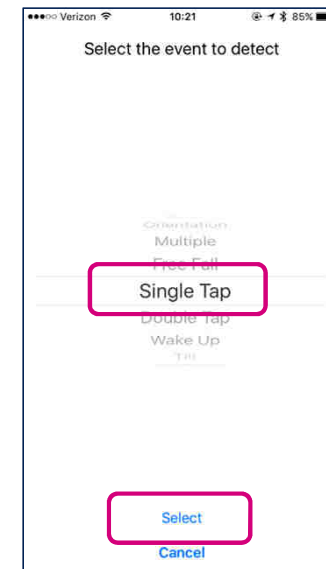 Verizon 10:21 85%
Select the event to detect
Orientation
Multiple
Free Fall
Single Tap
Double Tap
Wake Up
Tilt
Select
Cancel